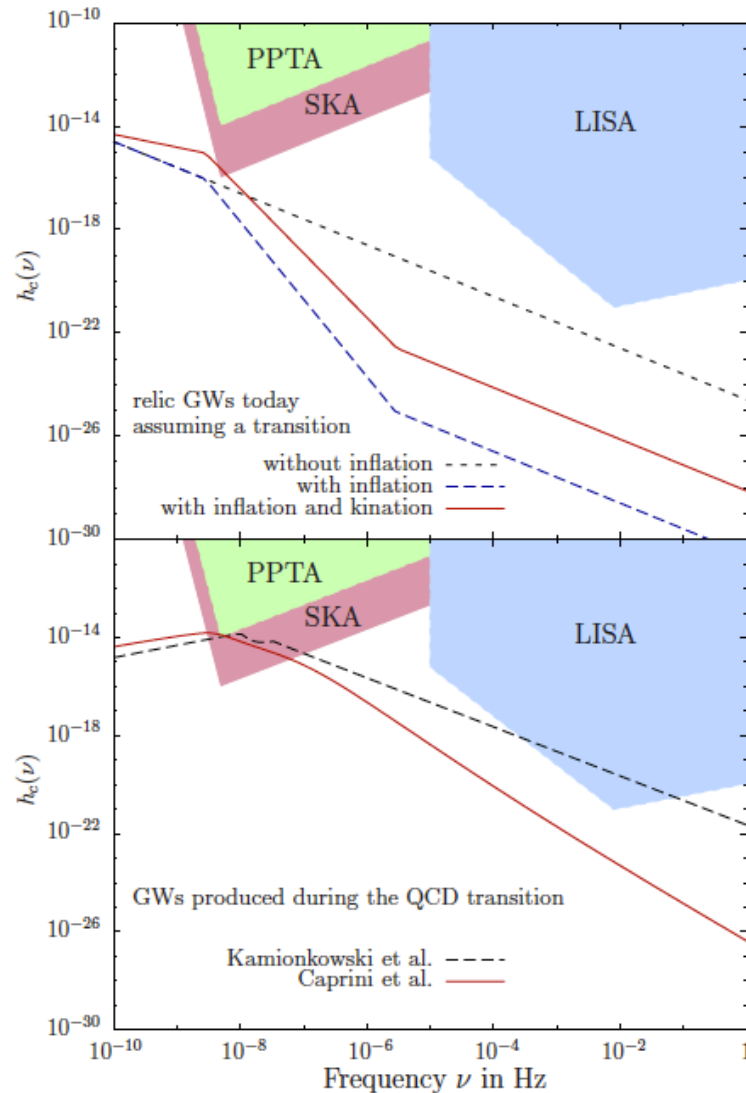 10⁻¹⁰
PPTA
SKA
LISA
10⁻¹⁴
10⁻¹⁸
h_c(ν)
10⁻²²
relic GWs today
assuming a transition
10⁻²⁶
without inflation
with inflation
with inflation and kination
10⁻³⁰
PPTA
SKA
LISA
10⁻¹⁴
10⁻¹⁸
h_c(ν)
10⁻²²
GWs produced during the QCD transition
10⁻²⁶
Kamionkowski et al.
Caprini et al.
10⁻³⁰
10⁻¹⁰ 10⁻⁸ 10⁻⁶ 10⁻⁴ 10⁻² 1
Frequency ν in Hz